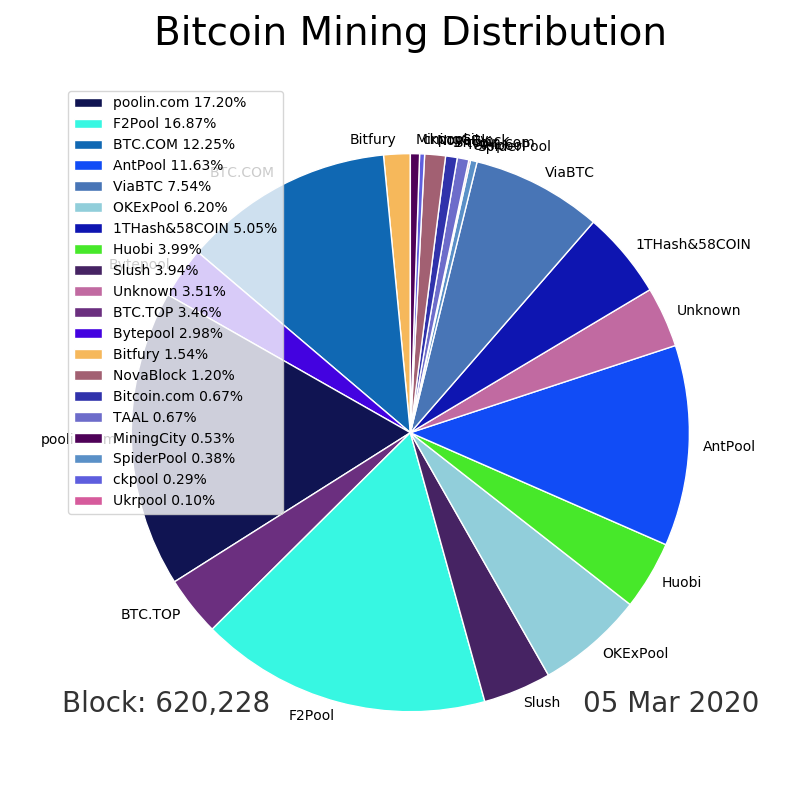 Bitcoin Mining Distribution
poolin.com 17.20%
F2Pool 16.87%
BTC.COM 12.25%
AntPool 11.63%
ViaBTC 7.54%
OKExPool 6.20%
1THash&58COIN 5.05%
Huobi 3.99%
Slush 3.94%
Unknown 3.51%
BTC.TOP 3.46%
Bytepool 2.98%
Bitfury 1.54%
NovaBlock 1.20%
Bitcoin.com 0.67%
TAAL 0.67%
MiningCity 0.53%
SpiderPool 0.38%
ckpool 0.29%
Ukrpool 0.10%
Bitfury
SpiderPool
ViaBTC
1THash&58COIN
Unknown
AntPool
Huobi
OKExPool
Slush
F2Pool
BTC.TOP
poolin.com
Bytepool
BTC.COM
Block: 620,228
05 Mar 2020